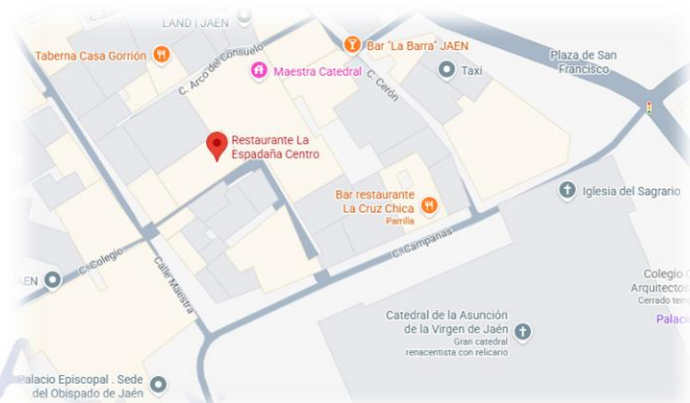 LAND | JAÉN
Taberna Casa Gorrión
C. Arco del Consuelo
Bar "La Barra" JAEN
Maestra Catedral
C. Cerón
Taxi
Plaza de San
Francisco
Restaurante La
Espadaña Centro
Bar restaurante
La Cruz Chica
Parrilla
Iglesia del Sagrario
C. Campanas
C. Colegio
AEN
Calle Maestra
Colegio
Arquitectos
Cerrado
Catedral de la Asunción
de la Virgen de Jaén
Gran catedral
renacentista con relicario
Palacio Episcopal . Sede
del Obispado de Jaén